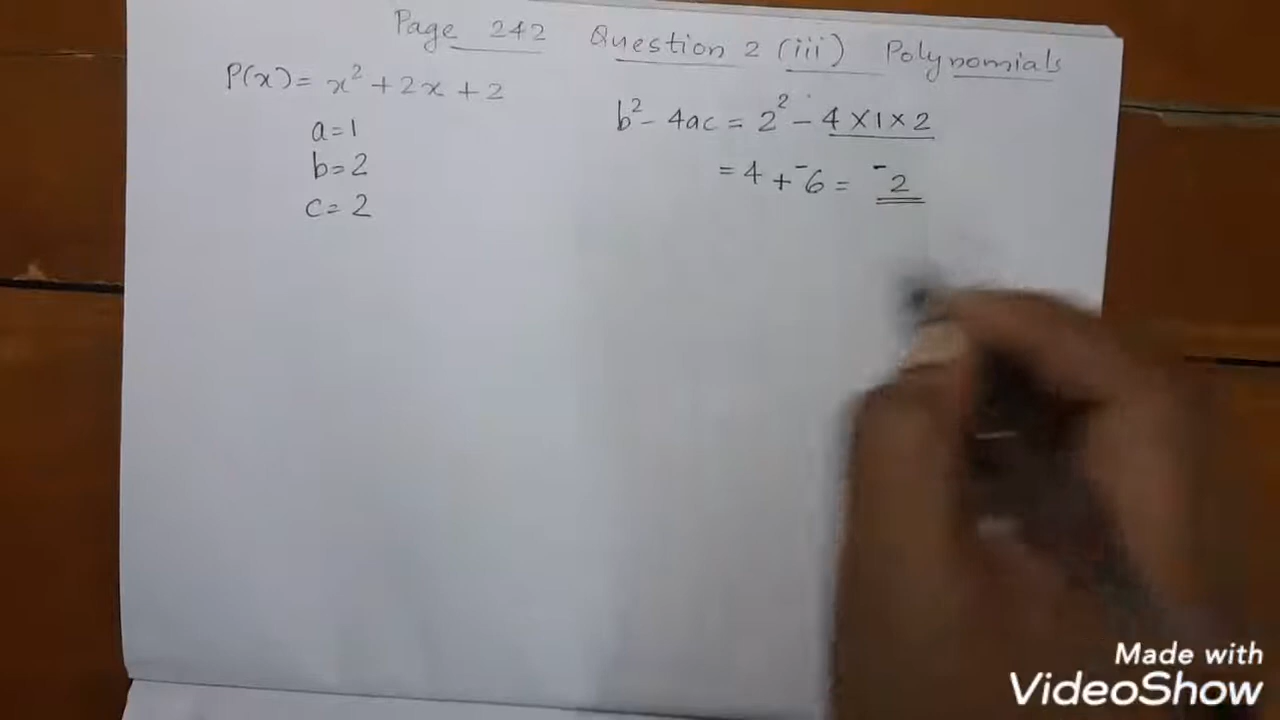 Page 242 Question 2 (iii) Polynomials
P(x) = x² + 2x + 2
a = 1
b = 2
c = 2
b² - 4ac = 2² - 4 × 1 × 2
= 4 + ⁻6 = ⁻2
Made with
VideoShow